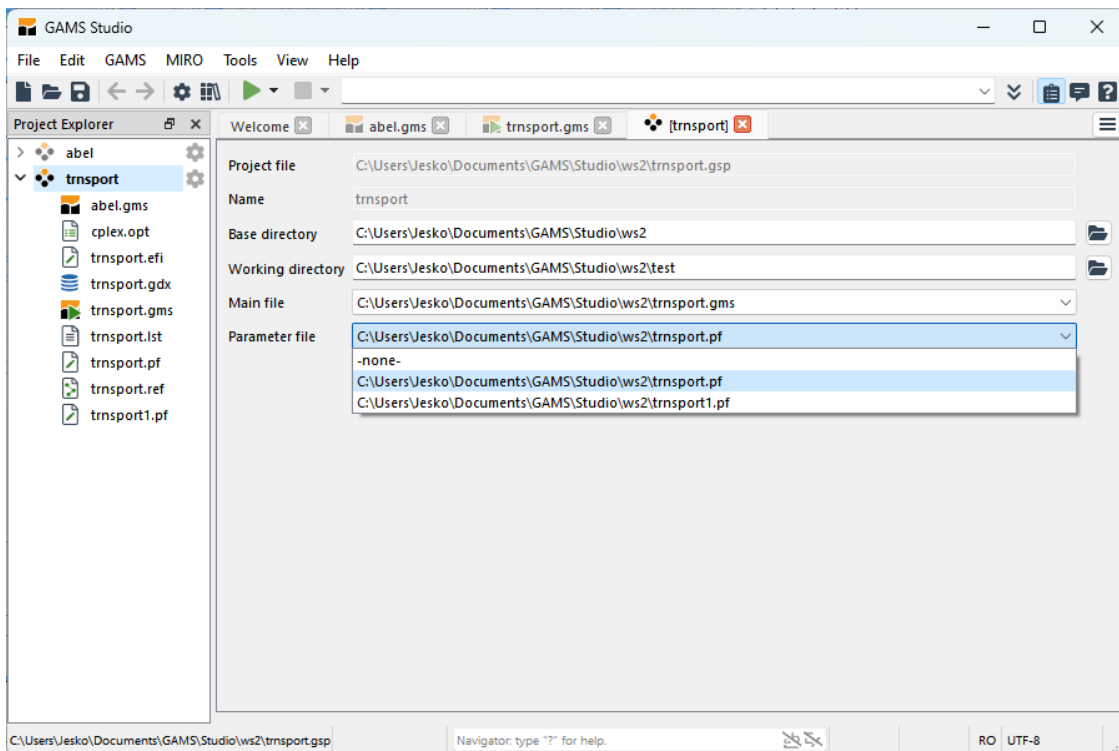 GAMS Studio
File Edit GAMS MIRO Tools View Help
Project Explorer
Welcome abel.gms trnsport.gms [trnsport]
abel
trnsport
abel.gms
cplex.opt
trnsport.efi
trnsport.gdx
trnsport.gms
trnsport.lst
trnsport.pf
trnsport.ref
trnsport1.pf
Project file C:\Users\Jesko\Documents\GAMS\Studio\ws2\trnsport.gsp
Name trnsport
Base directory C:\Users\Jesko\Documents\GAMS\Studio\ws2
Working directory C:\Users\Jesko\Documents\GAMS\Studio\ws2\test
Main file C:\Users\Jesko\Documents\GAMS\Studio\ws2\trnsport.gms
Parameter file C:\Users\Jesko\Documents\GAMS\Studio\ws2\trnsport.pf
-none-
C:\Users\Jesko\Documents\GAMS\Studio\ws2\trnsport.pf
C:\Users\Jesko\Documents\GAMS\Studio\ws2\trnsport1.pf
C:\Users\Jesko\Documents\GAMS\Studio\ws2\trnsport.gsp Navigator: type "?" for help. RO UTF-8